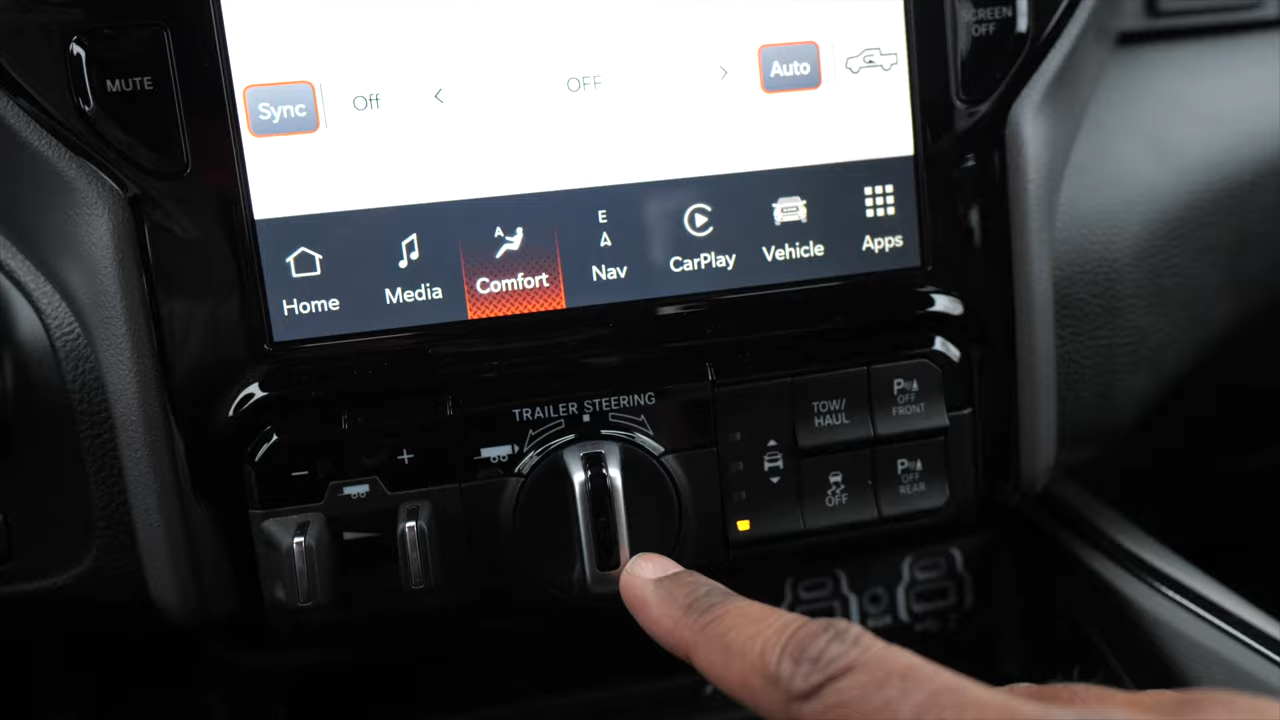 SCREEN
OFF
MUTE
Sync
Off
OFF
Auto
Home
Media
A
Comfort
E
A
Nav
CarPlay
Vehicle
Apps
TRAILER STEERING
- +
TOW/
HAUL
P
OFF
FRONT
OFF
P
OFF
REAR